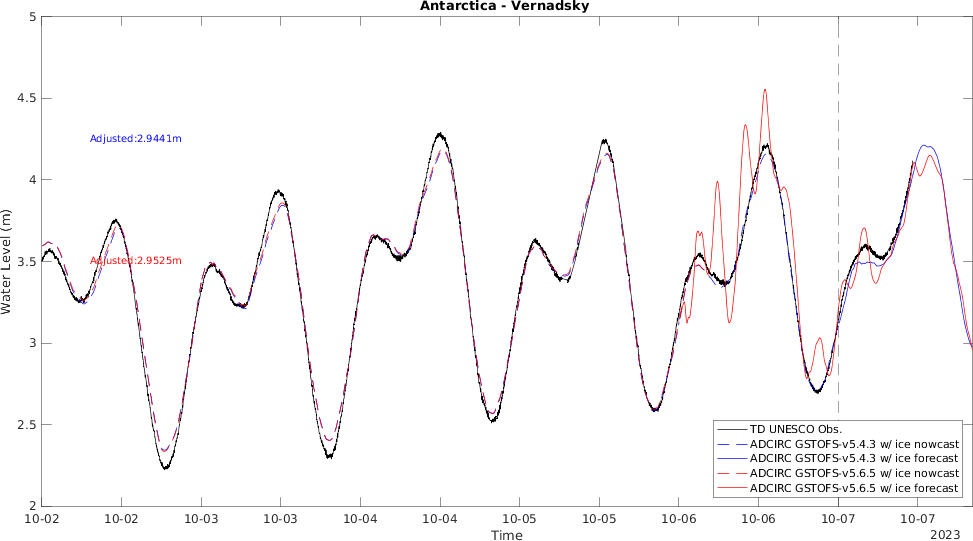 Antarctica - Vernadsky
Water Level (m)
5
4.5
4
3.5
3
2.5
2
Adjusted:2.9441m
Adjusted:2.9525m
TD UNESCO Obs.
ADCIRC GSTOFS-v5.4.3 w/ ice nowcast
ADCIRC GSTOFS-v5.4.3 w/ ice forecast
ADCIRC GSTOFS-v5.6.5 w/ ice nowcast
ADCIRC GSTOFS-v5.6.5 w/ ice forecast
10-02 10-02 10-03 10-03 10-04 10-04 10-05 10-05 10-06 10-06 10-07 10-07
Time
2023